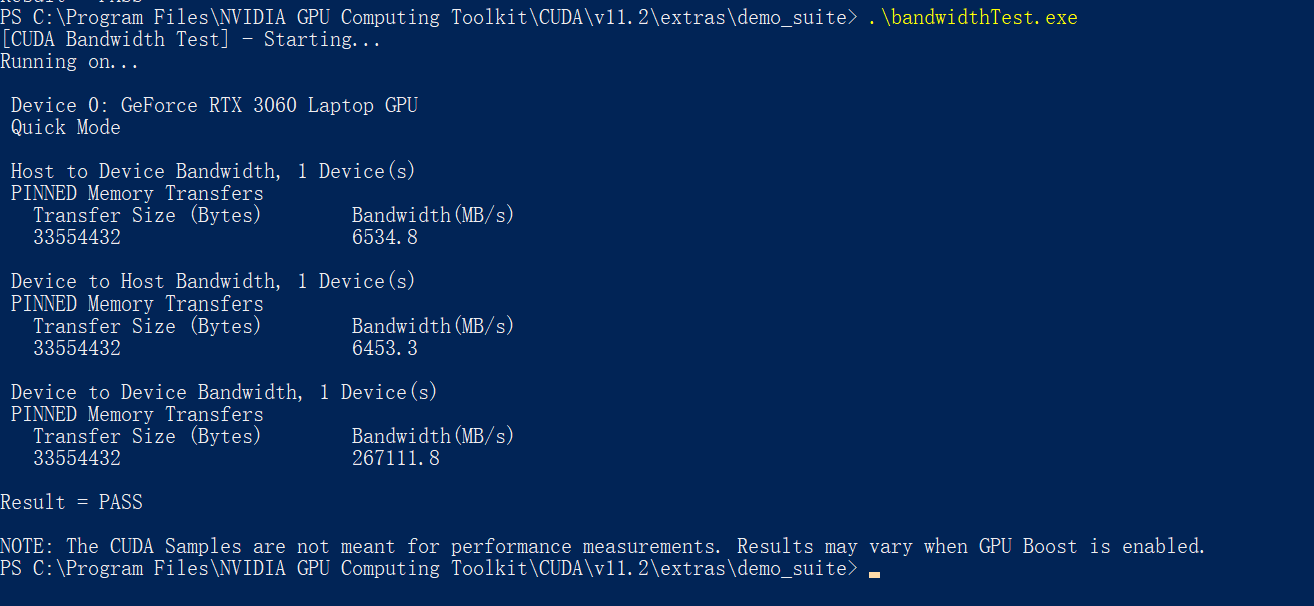 Result = PASS
PS C:\Program Files\NVIDIA GPU Computing Toolkit\CUDA\v11.2\extras\demo_suite> .\bandwidthTest.exe
[CUDA Bandwidth Test] - Starting...
Running on...
Device 0: GeForce RTX 3060 Laptop GPU
Quick Mode
Host to Device Bandwidth, 1 Device(s)
PINNED Memory Transfers
Transfer Size (Bytes) Bandwidth(MB/s)
33554432 6534.8
Device to Host Bandwidth, 1 Device(s)
PINNED Memory Transfers
Transfer Size (Bytes) Bandwidth(MB/s)
33554432 6453.3
Device to Device Bandwidth, 1 Device(s)
PINNED Memory Transfers
Transfer Size (Bytes) Bandwidth(MB/s)
33554432 267111.8
Result = PASS
NOTE: The CUDA Samples are not meant for performance measurements. Results may vary when GPU Boost is enabled.
PS C:\Program Files\NVIDIA GPU Computing Toolkit\CUDA\v11.2\extras\demo_suite>